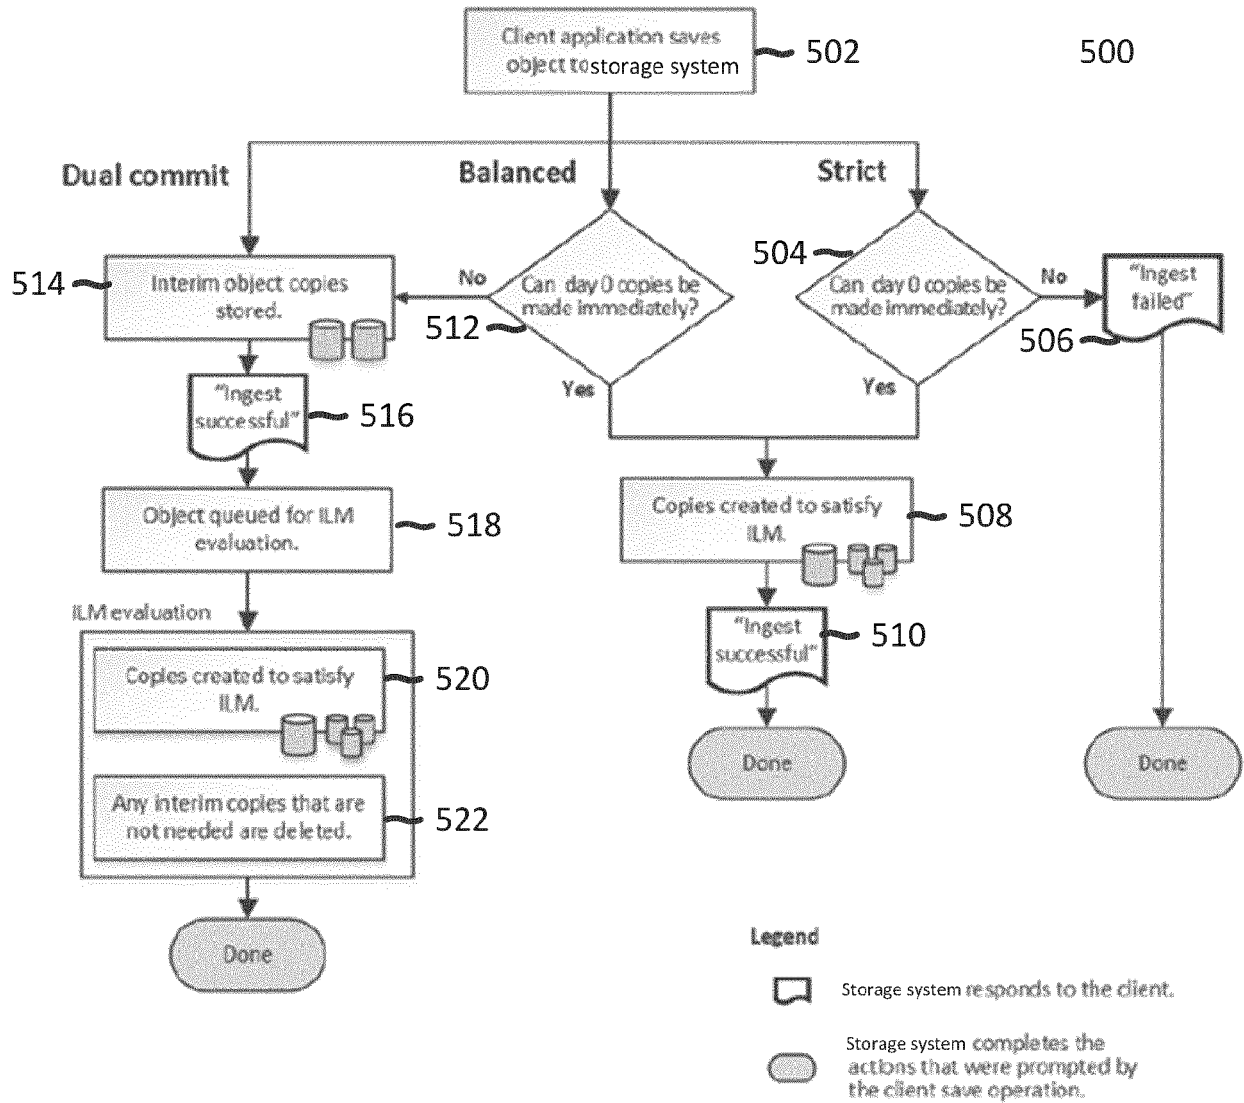 Client application saves
object to storage system
502
500
Dual commit
Balanced
Strict
514
Interim object copies
stored.
No
Can day 0 copies be
made immediately?
512
504
Can day 0 copies be
made immediately?
No
"Ingest
failed"
506
Yes
Yes
"Ingest
successful"
516
Object queued for ILM
evaluation.
518
Copies created to satisfy
ILM.
508
ILM evaluation
Copies created to satisfy
ILM.
520
"Ingest
successful"
510
Any interim copies that are
not needed are deleted.
522
Done
Done
Done
Legend
Storage system responds to the client.
Storage system completes the
actions that were prompted by
the client save operation.